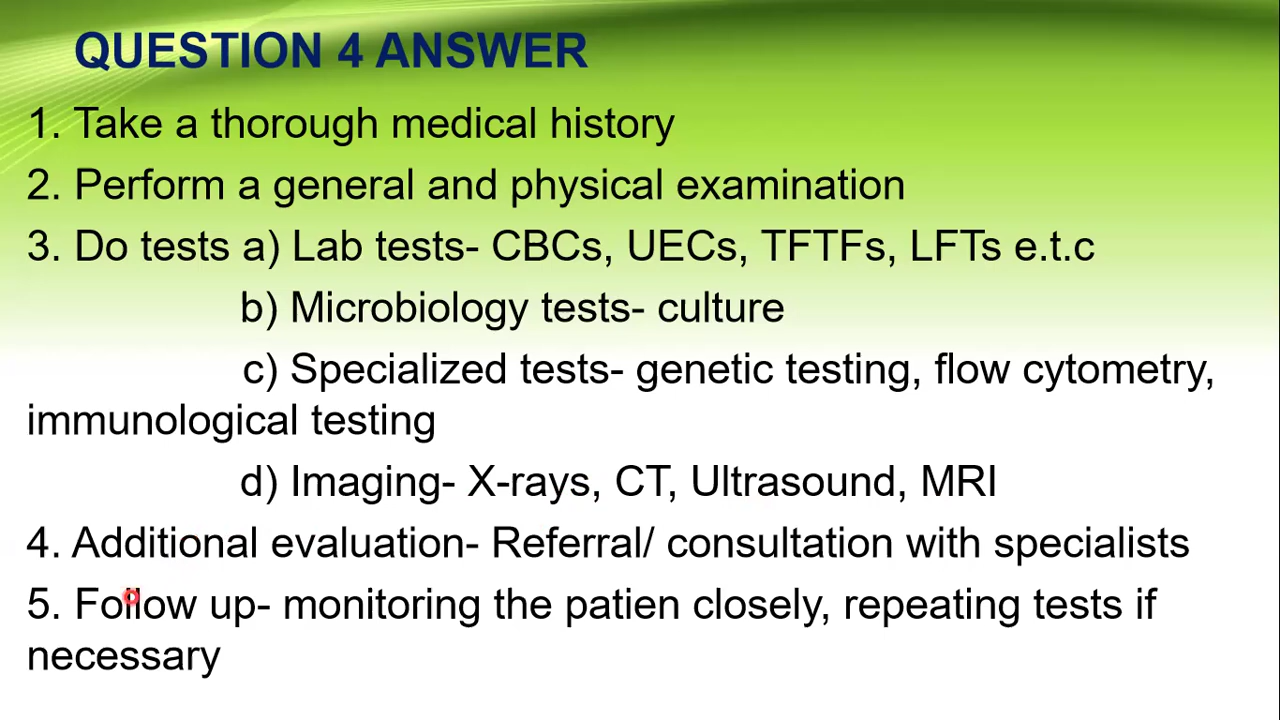 QUESTION 4 ANSWER
1. Take a thorough medical history
2. Perform a general and physical examination
3. Do tests a) Lab tests- CBCs, UECs, TFTFs, LFTs e.t.c
b) Microbiology tests- culture
c) Specialized tests- genetic testing, flow cytometry,
immunological testing
d) Imaging- X-rays, CT, Ultrasound, MRI
4. Additional evaluation- Referral/ consultation with specialists
5. Follow up- monitoring the patien closely, repeating tests if
necessary